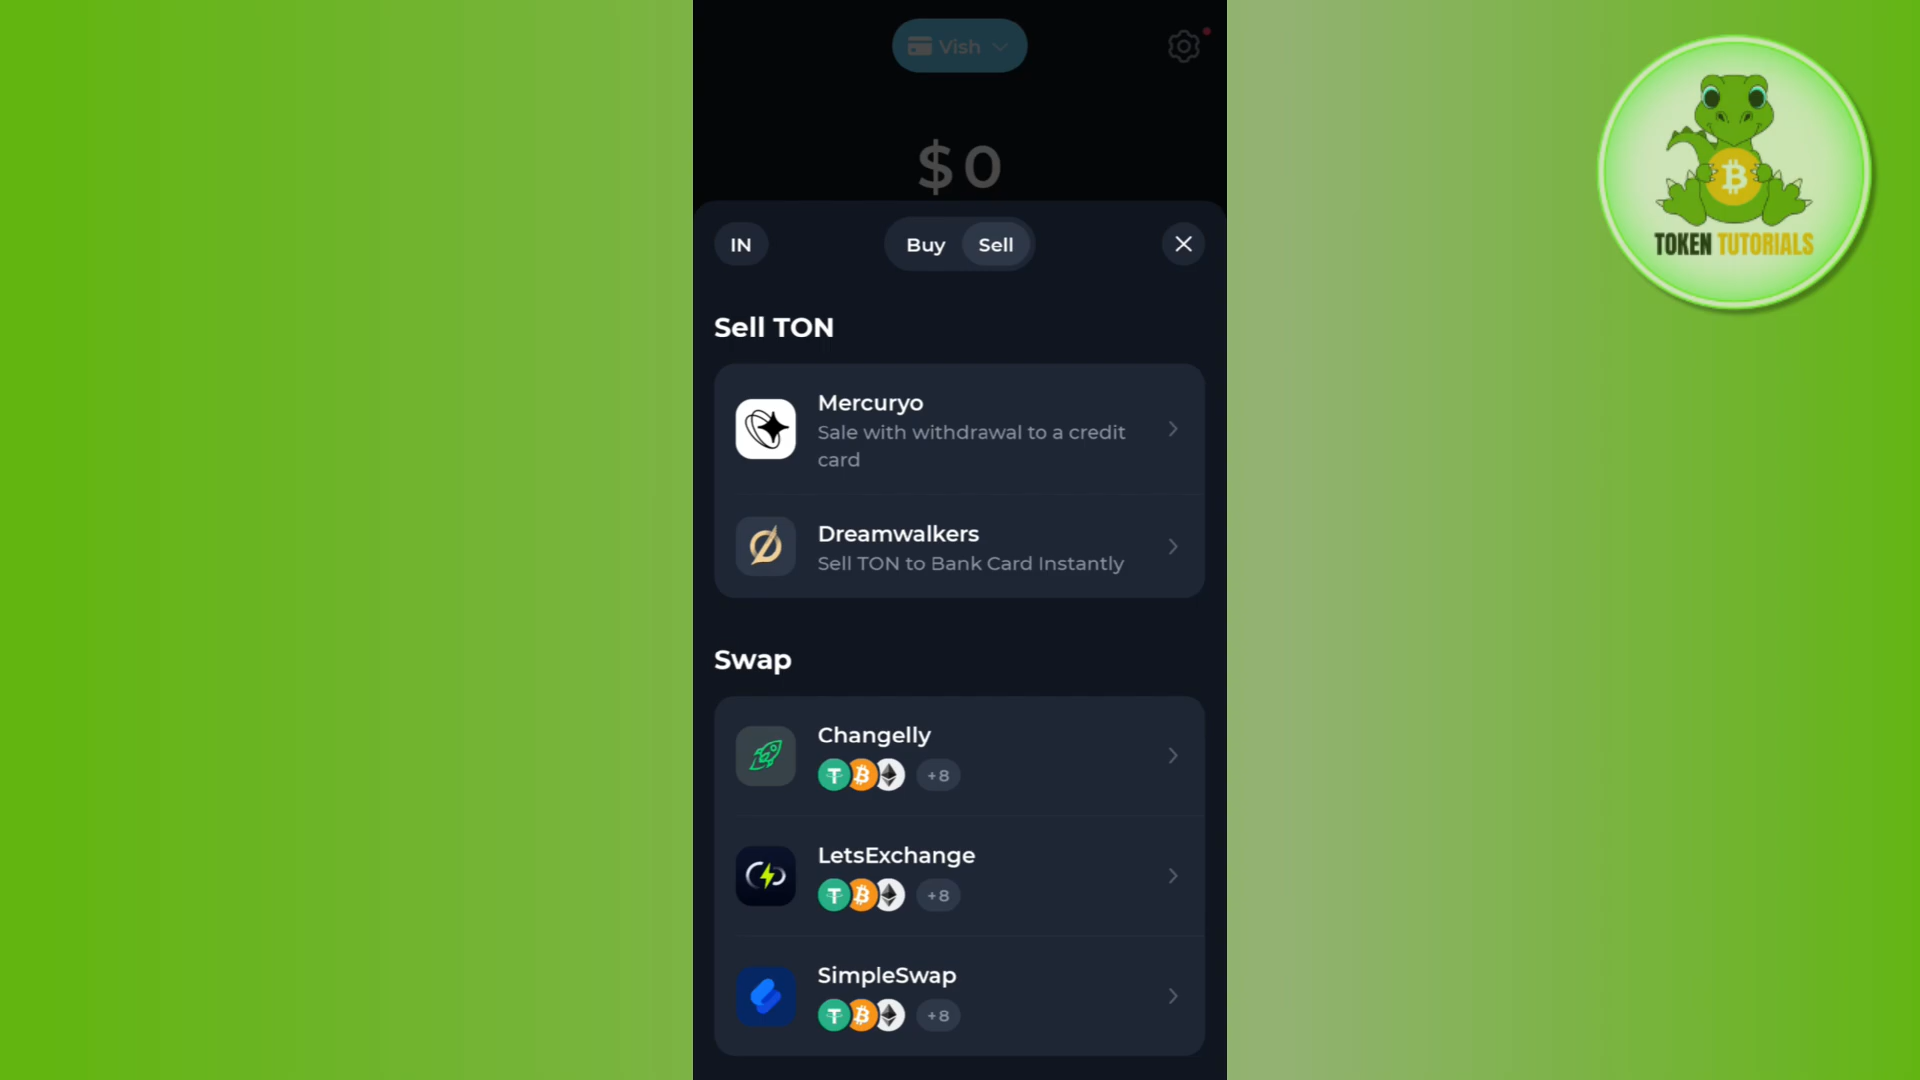 Vish
$0
IN
Buy
Sell
Sell TON
Mercuryo
Sale with withdrawal to a credit
card
Dreamwalkers
Sell TON to Bank Card Instantly
Swap
Changelly
+8
LetsExchange
+8
SimpleSwap
+8
TOKEN TUTORIALS